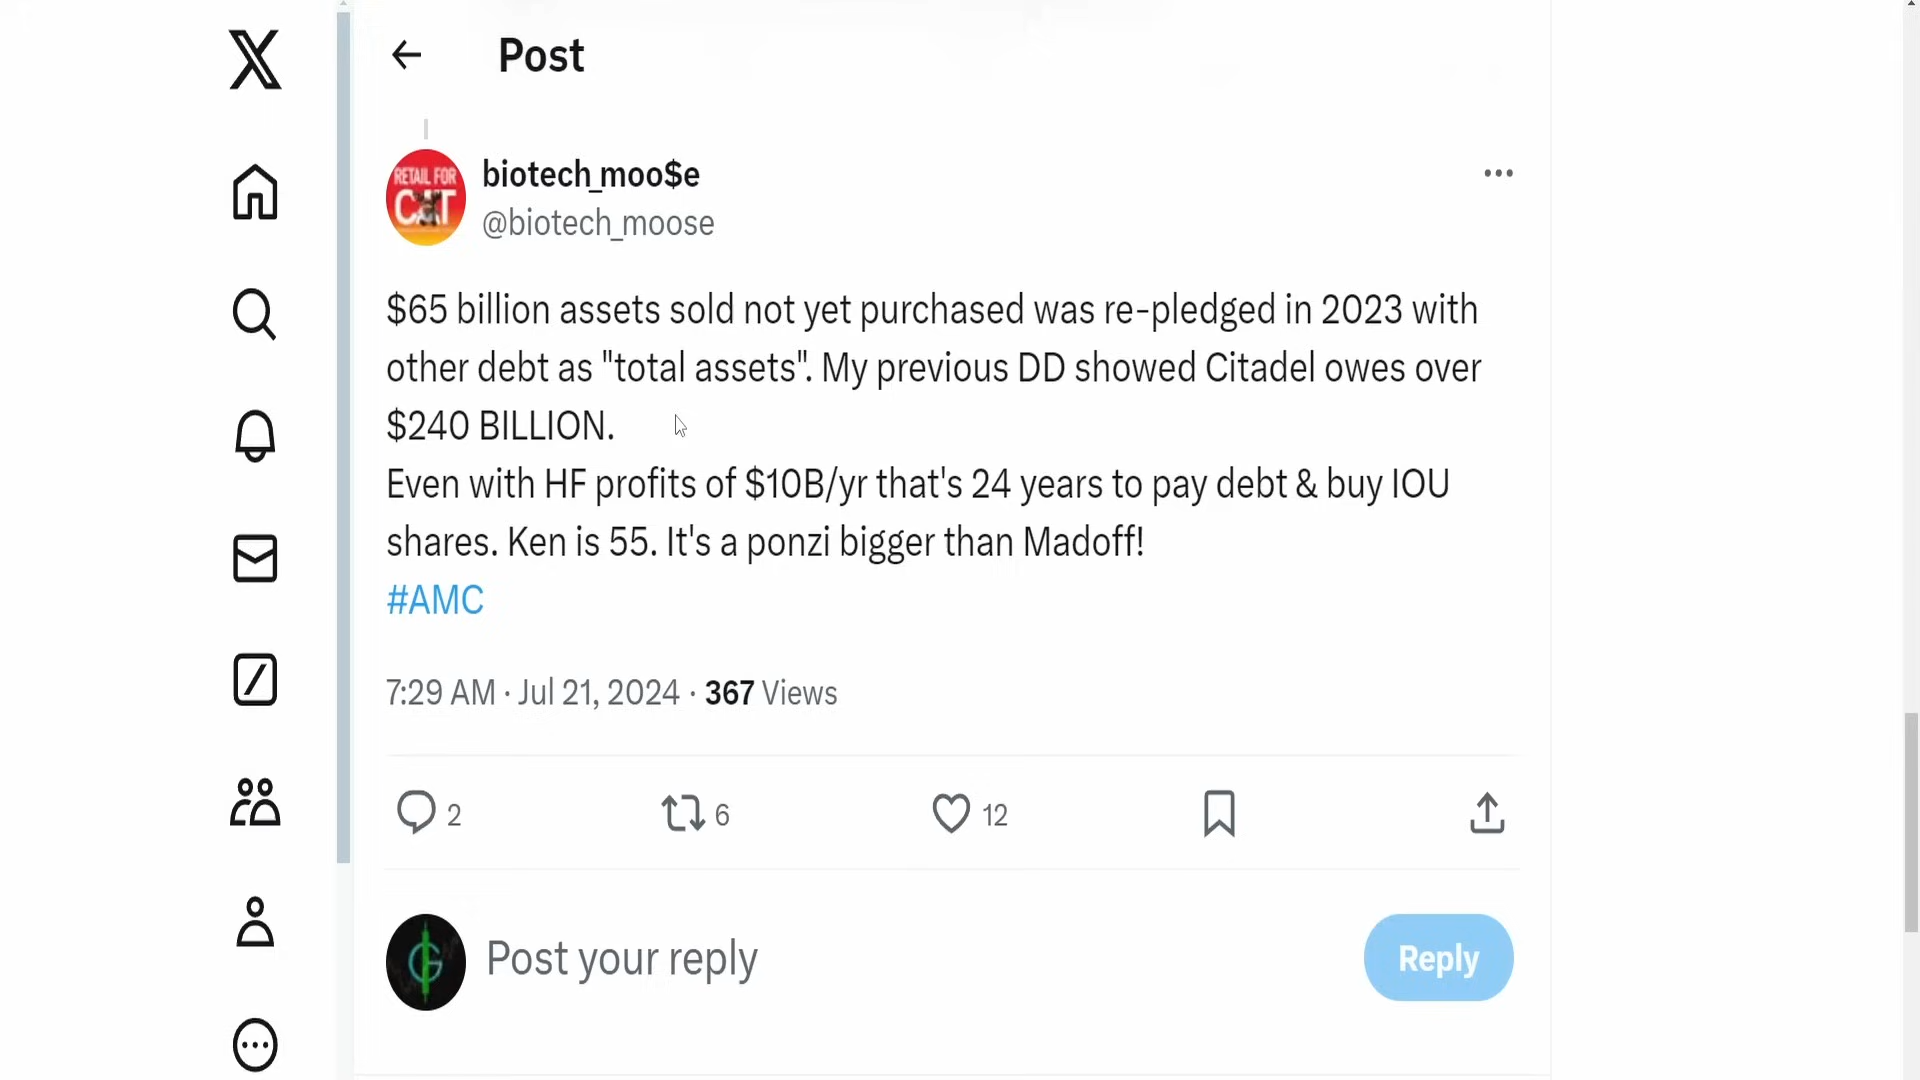 Post
RETAIL FOR
CAT
biotech_moo$e
@biotech_moose
$65 billion assets sold not yet purchased was re-pledged in 2023 with
other debt as "total assets". My previous DD showed Citadel owes over
$240 BILLION.
Even with HF profits of $10B/yr that's 24 years to pay debt & buy IOU
shares. Ken is 55. It's a ponzi bigger than Madoff!
#AMC
7:29 AM · Jul 21, 2024 · 367 Views
2 6 12
Post your reply
Reply